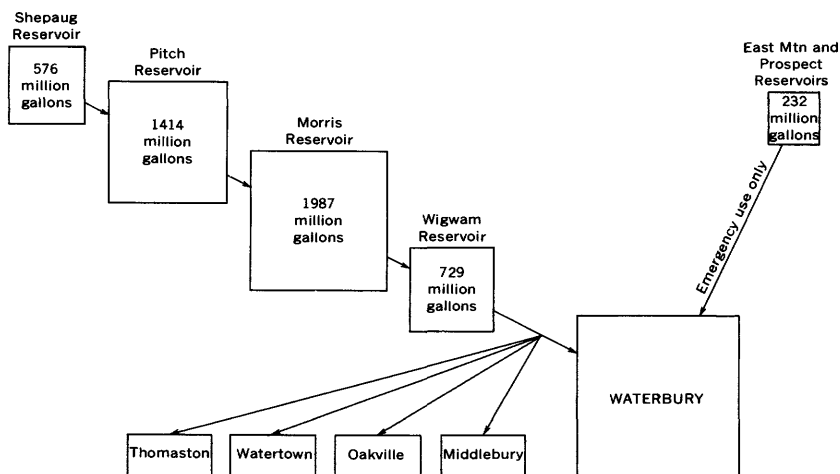 Shepaug
Reservoir
576
million
gallons
Pitch
Reservoir
1414
million
gallons
Morris
Reservoir
1987
million
gallons
Wigwam
Reservoir
729
million
gallons
East Mtn and
Prospect
Reservoirs
232
million
gallons
Emergency use only
WATERBURY
Thomaston
Watertown
Oakville
Middlebury